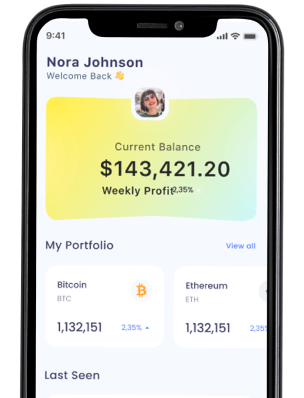 9:41
Nora Johnson
Welcome Back 👋
Current Balance
$143,421.20
Weekly Profit 2,35%
My Portfolio
View all
Bitcoin
BTC
1,132,151
2,35%
Ethereum
ETH
1,132,151
2,35
Last Seen